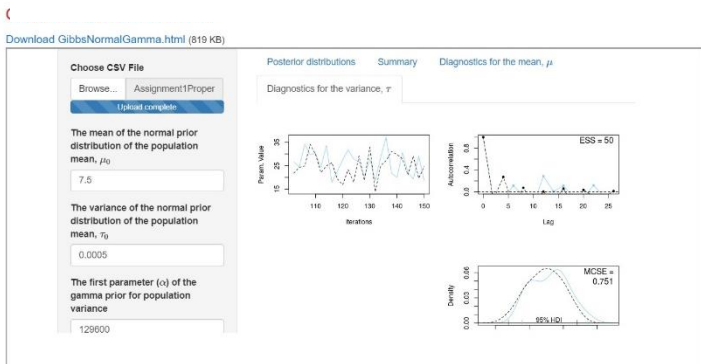 Download GibbsNormalGamma.html (819 KB)
Choose CSV File
Browse... Assignment1Proper
Upload complete
The mean of the normal prior
distribution of the population
mean, μ0
7.5
The variance of the normal prior
distribution of the population
mean, τ0
0.0005
The first parameter (α) of the
gamma prior for population
variance
129600
Posterior distributions Summary Diagnostics for the mean, μ
Diagnostics for the variance, τ
Param. Value
15 25 35
110 120 130 140 150
Iterations
Autocorrelation
0.0 0.4 0.8
ESS = 50
0 5 10 15 20 25
Lag
Density
0.00 0.03 0.06
MCSE =
0.751
95% HDI